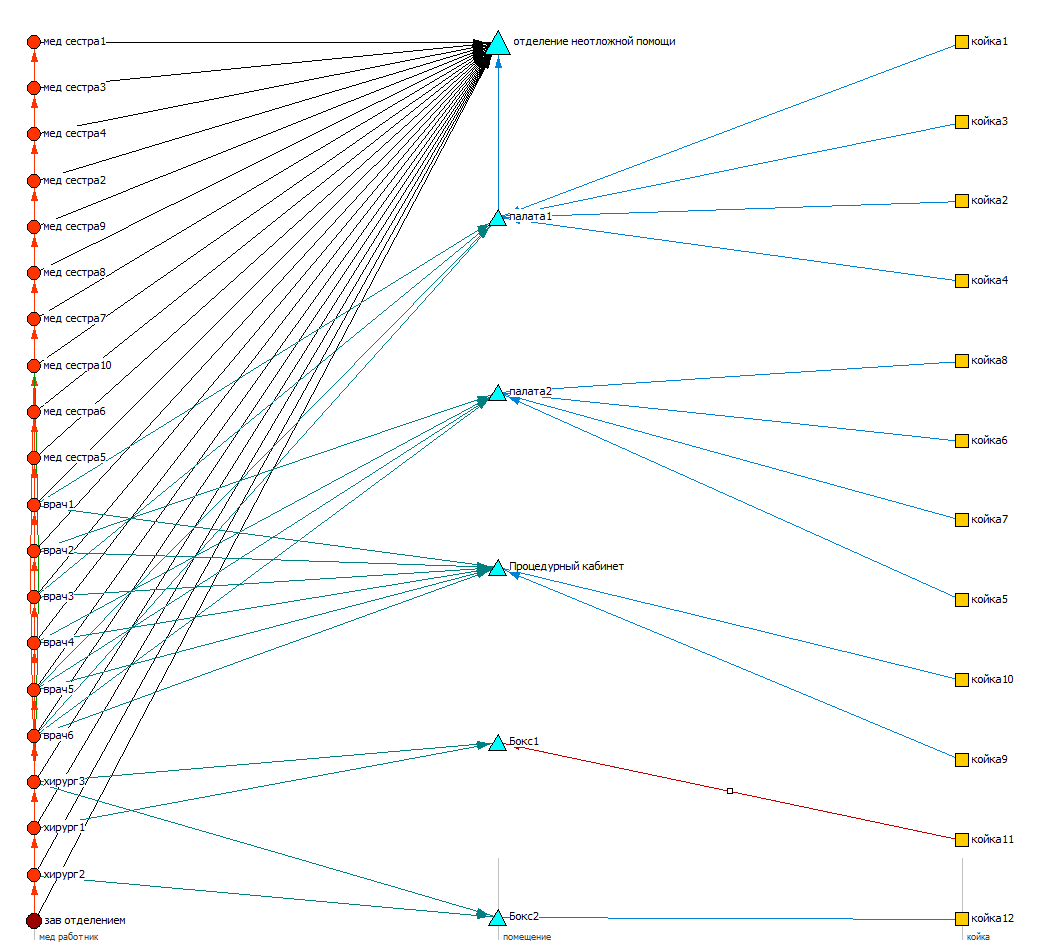 мед сестра1
отделение неотложной помощи
койка1
мед сестра3
койка3
мед сестра4
мед сестра2
койка2
палата1
мед сестра9
мед сестра8
койка4
мед сестра7
койка8
мед сестра10
палата2
мед сестра6
койка6
мед сестра5
врач1
койка7
врач2
Процедурный кабинет
врач3
койка5
врач4
койка10
врач5
врач6
Бокс1
койка9
хирург3
хирург1
койка11
хирург2
Бокс2
койка12
зав отделением
мед работник
помещение
койка